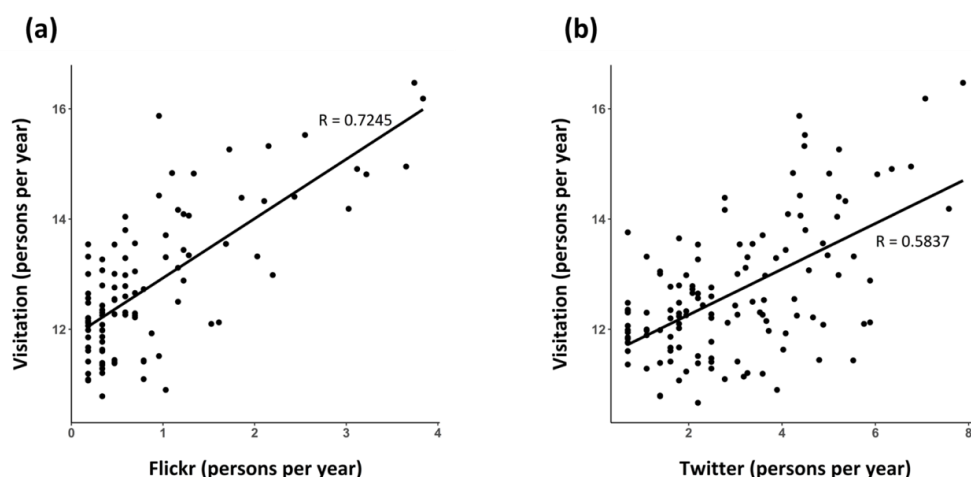 (a)
Visitation (persons per year)
16
14
12
R = 0.7245
0
1
2
3
4
Flickr (persons per year)
(b)
Visitation (persons per year)
16
14
12
R = 0.5837
2
4
6
8
Twitter (persons per year)